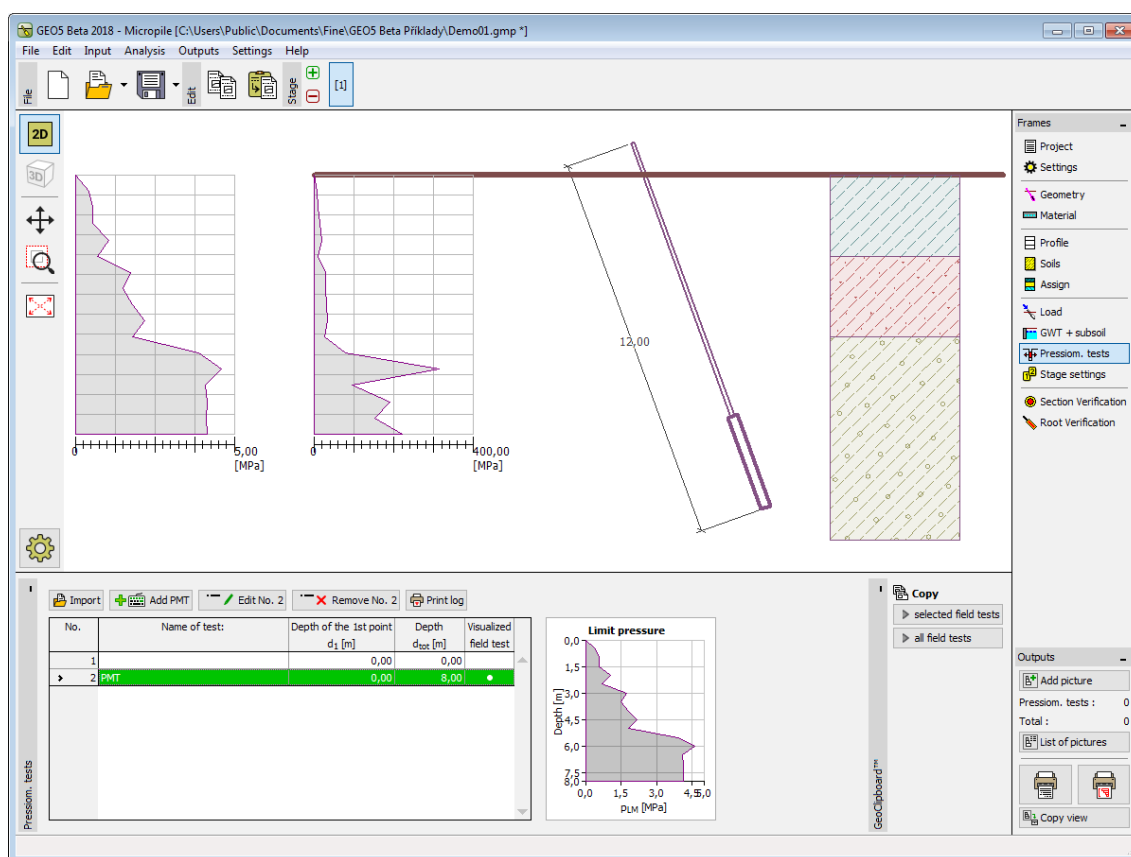 GEO5 Beta 2018 - Micropile [C:\Users\Public\Documents\Fine\GEO5 Beta Příklady\Demo01.gmp *]
File Edit Input Analysis Outputs Settings Help
File
Edit
Stage
[1]
2D
3D
0
5,00
[MPa]
0
400,00
[MPa]
12,00
Frames
Project
Settings
Geometry
Material
Profile
Soils
Assign
Load
GWT + subsoil
Pressiom. tests
Stage settings
Section Verification
Root Verification
Pressiom. tests
Import
Add PMT
Edit No. 2
Remove No. 2
Print log
No. Name of test: Depth of the 1st point Depth Visualized
d1 [m] dtot [m] field test
1 0,00 0,00
> 2 PMT 0,00 8,00 ●
Limit pressure
Depth [m]
0,0
1,5
3,0
4,5
6,0
7,5
8,0
0,0 1,5 3,0 4,5 5,0
PLM [MPa]
GeoClipboard™
Copy
selected field tests
all field tests
Outputs
Add picture
Pressiom. tests : 0
Total : 0
List of pictures
Copy view